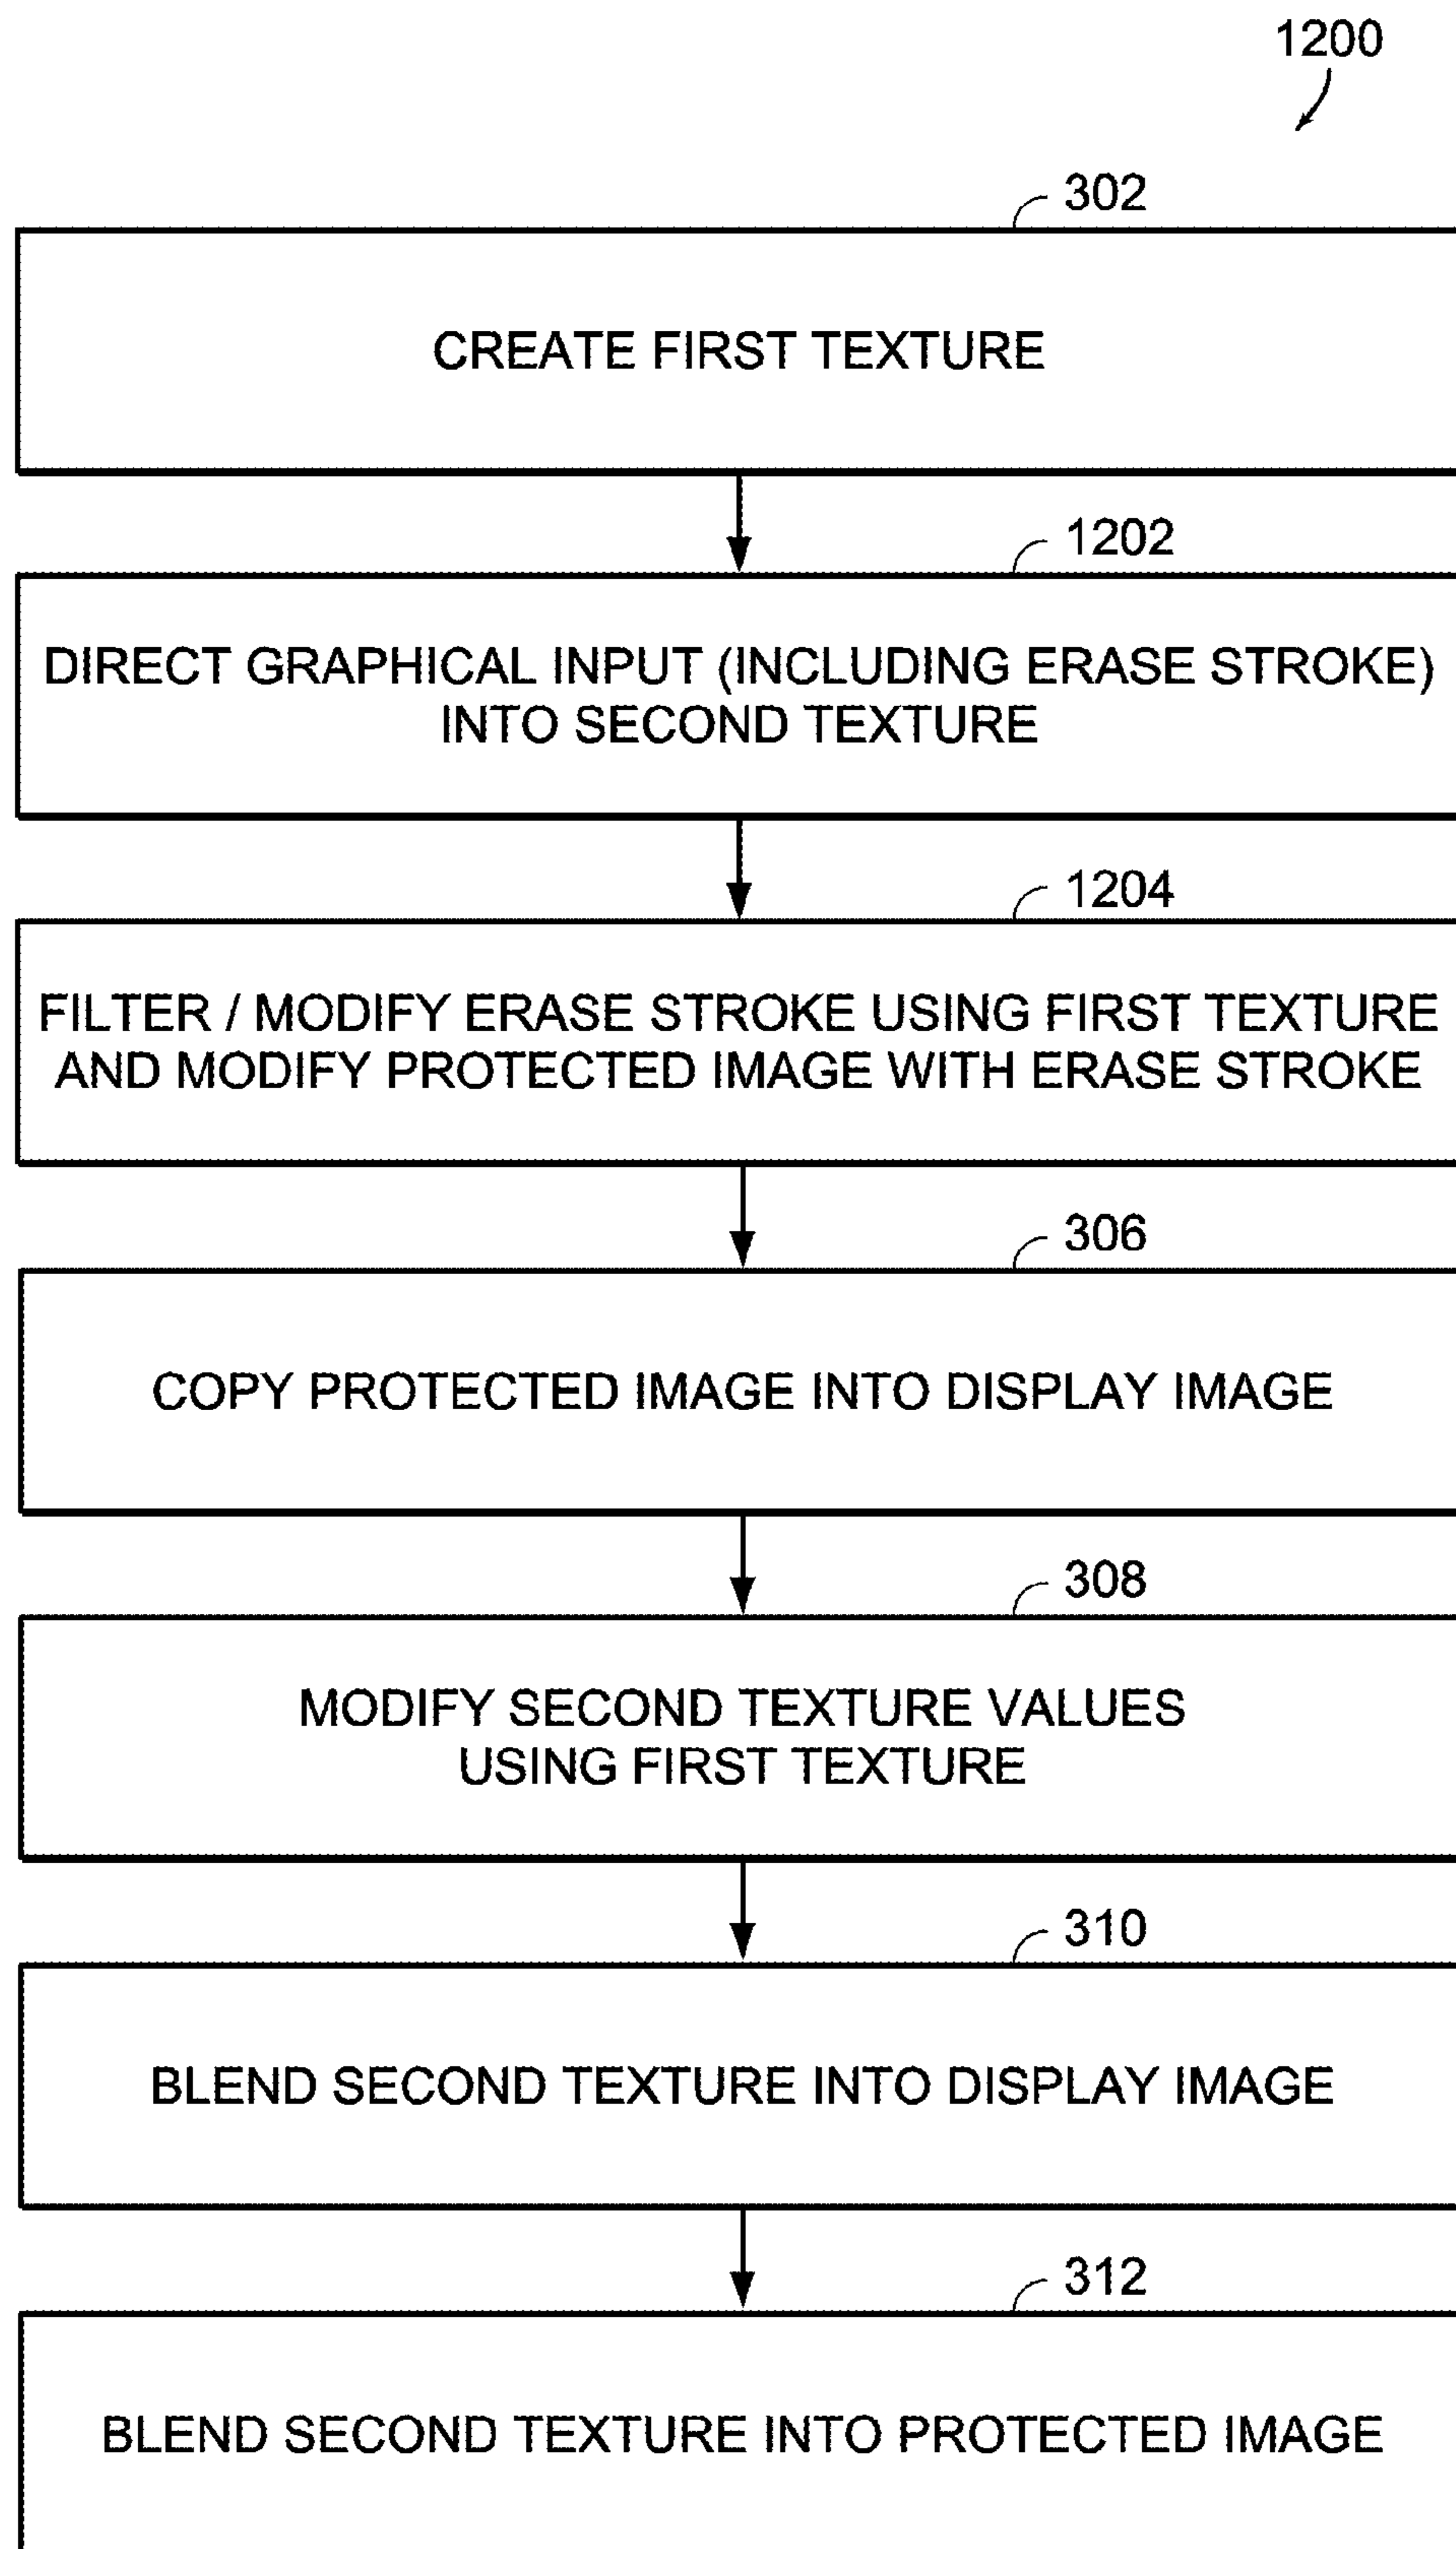 1200
302
CREATE FIRST TEXTURE
1202
DIRECT GRAPHICAL INPUT (INCLUDING ERASE STROKE)
INTO SECOND TEXTURE
1204
FILTER / MODIFY ERASE STROKE USING FIRST TEXTURE
AND MODIFY PROTECTED IMAGE WITH ERASE STROKE
306
COPY PROTECTED IMAGE INTO DISPLAY IMAGE
308
MODIFY SECOND TEXTURE VALUES
USING FIRST TEXTURE
310
BLEND SECOND TEXTURE INTO DISPLAY IMAGE
312
BLEND SECOND TEXTURE INTO PROTECTED IMAGE